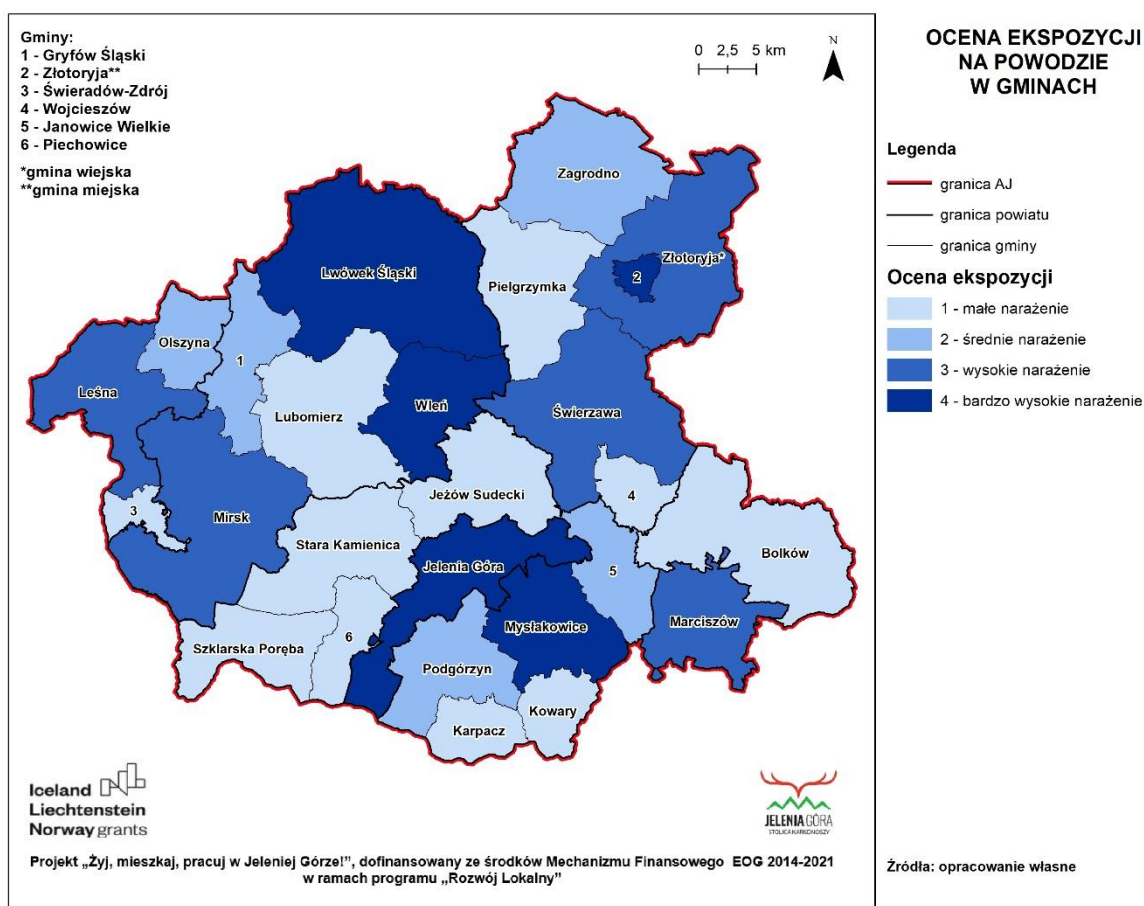 Gminy:
1 - Gryfów Śląski
2 - Złotoryja**
3 - Świeradów-Zdrój
4 - Wojcieszów
5 - Janowice Wielkie
6 - Piechowice
*gmina wiejska
**gmina miejska
0 2,5 5 km
N
Zagrodno
Złotoryja*
2
Lwówek Śląski
Pielgrzymka
Olszyna
1
Leśna
Lubomierz
Wleń
Świerzawa
3
Mirsk
Jeżów Sudecki
4
Stara Kamienica
Bolków
Jelenia Góra
5
Mysłakowice
Marciszów
Szklarska Poręba
6
Podgórzyn
Kowary
Karpacz
Iceland
Liechtenstein
Norway grants
JELENIA GÓRA
STOLICA KARKONOSZY
Projekt „Żyj, mieszkaj, pracuj w Jeleniej Górze!”, dofinansowany ze środków Mechanizmu Finansowego EOG 2014-2021
w ramach programu „Rozwój Lokalny”
OCENA EKSPOZYCJI
NA POWODZIE
W GMINACH
Legenda
granica AJ
granica powiatu
granica gminy
Ocena ekspozycji
1 - małe narażenie
2 - średnie narażenie
3 - wysokie narażenie
4 - bardzo wysokie narażenie
Źródła: opracowanie własne